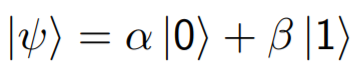 |ψ⟩ = α |0⟩ + β |1⟩